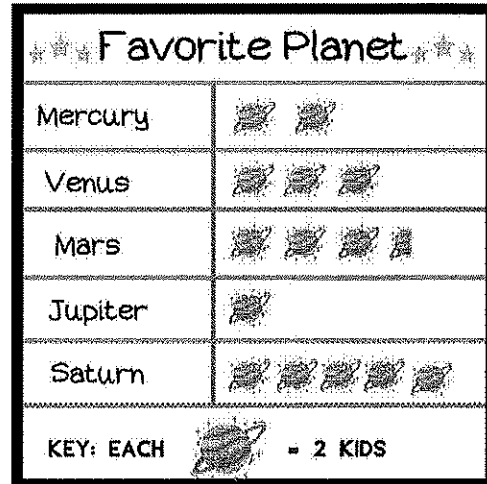 Favorite Planet
Mercury
Venus
Mars
Jupiter
Saturn
KEY: EACH = 2 KIDS